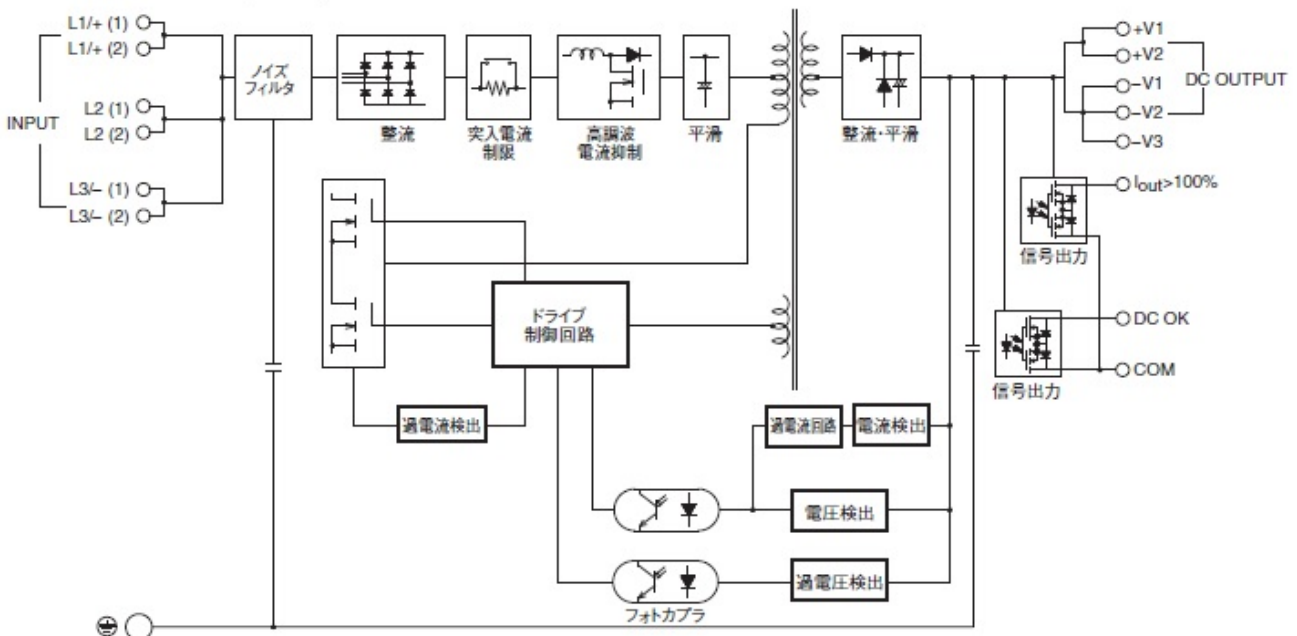 L1/+ (1)
L1/+ (2)
L2 (1)
L2 (2)
L3/– (1)
L3/– (2)
INPUT
ノイズ
フィルタ
整流
突入電流
制限
高調波
電流抑制
平滑
整流・平滑
+V1
+V2
–V1
–V2
–V3
DC OUTPUT
Iout>100%
信号出力
DC OK
COM
信号出力
ドライブ
制御回路
過電流検出
過電流回路
電流検出
電圧検出
過電圧検出
フォトカプラ